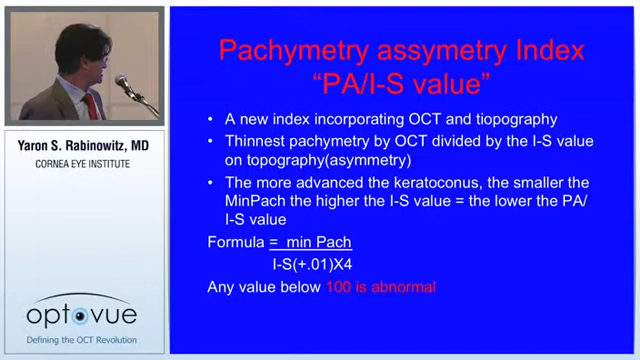 Pachymetry assymetry Index
"PA/I-S value"
• A new index incorporating OCT and tiopography
• Thinnest pachymetry by OCT divided by the I-S value
on topography(asymmetry)
• The more advanced the keratoconus, the smaller the
MinPach the higher the I-S value = the lower the PA/
I-S value
Formula = min Pach
I-S(+.01)X4
Any value below 100 is abnormal
Yaron S. Rabinowitz, MD
CORNEA EYE INSTITUTE
optovue
Defining the OCT Revolution